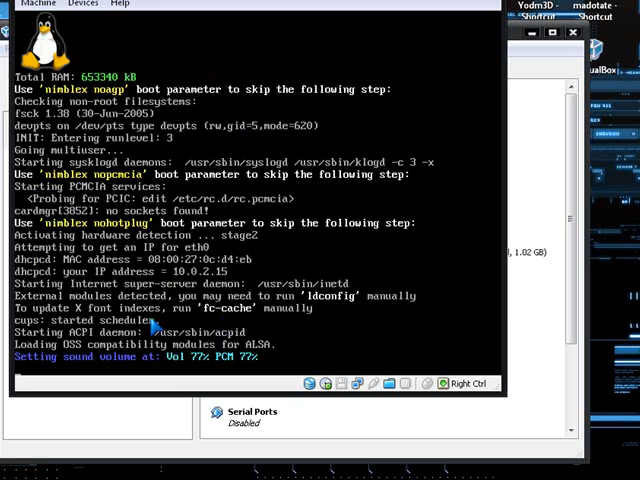 Machine Devices Help
Yodm3D -
Shortcut
madotate -
Shortcut
Total RAM: 653340 kB
Use 'nimblex noagp' boot parameter to skip the following step:
Checking non-root filesystems:
fsck 1.38 (30-Jun-2005)
devpts on /dev/pts type devpts (rw,gid=5,mode=620)
INIT: Entering runlevel: 3
Going multiuser...
Starting sysklogd daemons:  /usr/sbin/syslogd /usr/sbin/klogd -c 3 -x
Use 'nimblex nopcmcia' boot parameter to skip the following step:
Starting PCMCIA services:
<Probing for PCIC: edit /etc/rc.d/rc.pcmcia>
cardmgr[3852]: no sockets found!
Use 'nimblex nohotplug' boot parameter to skip the following step:
Activating hardware detection ... stage2
Attempting to get an IP for eth0
dhcpcd: MAC address = 08:00:27:0c:d4:eb
dhcpcd: your IP address = 10.0.2.15
Starting Internet super-server daemon:  /usr/sbin/inetd
External modules detected, you may need to run 'ldconfig' manually
To update X font indexes, run 'fc-cache' manually
cups: started scheduler.
Starting ACPI daemon:  /usr/sbin/acpid
Loading OSS compatibility modules for ALSA.
Setting sound volume at: Vol 77% PCM 77%
ualBox
l, 1.02 GB)
Right Ctrl
Serial Ports
Disabled